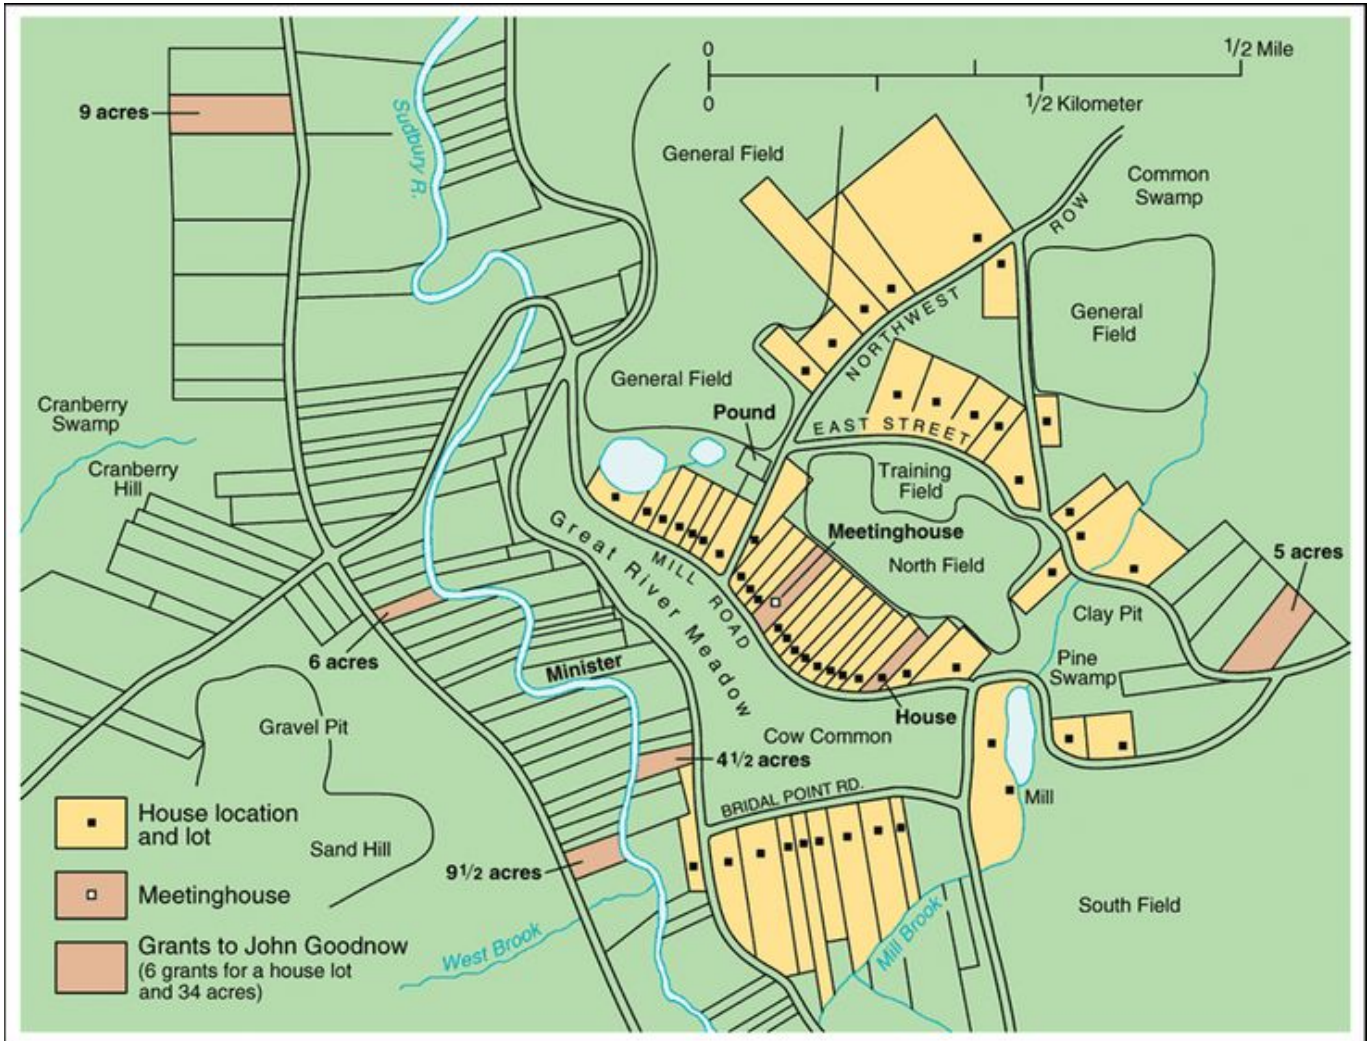 0
1/2 Mile
0
1/2 Kilometer
9 acres
Sudbury R.
General Field
Common
Swamp
ROW
NORTHWEST
General
Field
General Field
Cranberry
Swamp
Pound
EAST STREET
Cranberry
Hill
Training
Field
Meetinghouse
North Field
5 acres
Great River Meadow
MILL ROAD
Clay Pit
6 acres
Minister
Pine
Swamp
House
Gravel Pit
Cow Common
4 1/2 acres
BRIDAL POINT RD.
Mill
House location
and lot
Sand Hill
9 1/2 acres
Meetinghouse
South Field
West Brook
Mill Brook
Grants to John Goodnow
(6 grants for a house lot
and 34 acres)